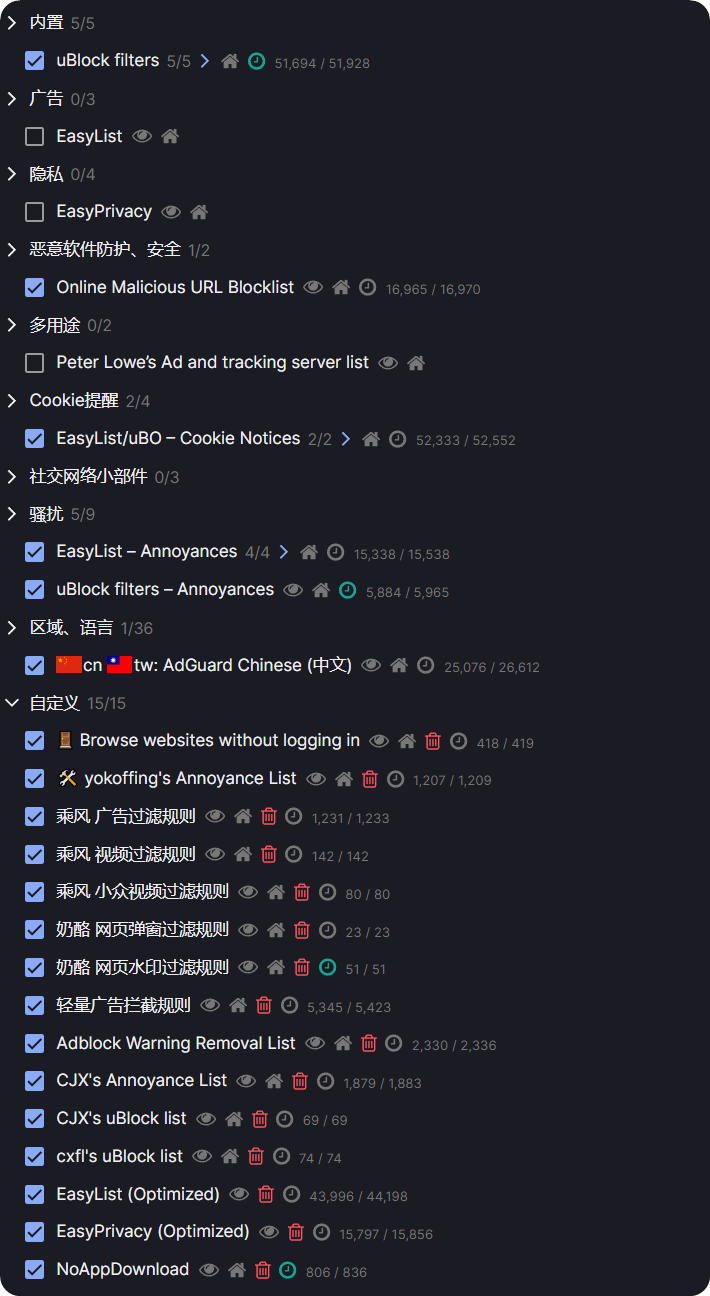 内置 5/5
uBlock filters 5/5 51,694 / 51,928
广告 0/3
EasyList
隐私 0/4
EasyPrivacy
恶意软件防护、安全 1/2
Online Malicious URL Blocklist 16,965 / 16,970
多用途 0/2
Peter Lowe’s Ad and tracking server list
Cookie提醒 2/4
EasyList/uBO – Cookie Notices 2/2 52,333 / 52,552
社交网络小部件 0/3
骚扰 5/9
EasyList – Annoyances 4/4 15,338 / 15,538
uBlock filters – Annoyances 5,884 / 5,965
区域、语言 1/36
🇨🇳cn 🇹🇼tw: AdGuard Chinese (中文) 25,076 / 26,612
自定义 15/15
🚪 Browse websites without logging in 418 / 419
🛠️ yokoffing's Annoyance List 1,207 / 1,209
乘风 广告过滤规则 1,231 / 1,233
乘风 视频过滤规则 142 / 142
乘风 小众视频过滤规则 80 / 80
奶酪 网页弹窗过滤规则 23 / 23
奶酪 网页水印过滤规则 51 / 51
轻量广告拦截规则 5,345 / 5,423
Adblock Warning Removal List 2,330 / 2,336
CJX's Annoyance List 1,879 / 1,883
CJX's uBlock list 69 / 69
cxfl's uBlock list 74 / 74
EasyList (Optimized) 43,996 / 44,198
EasyPrivacy (Optimized) 15,797 / 15,856
NoAppDownload 806 / 836